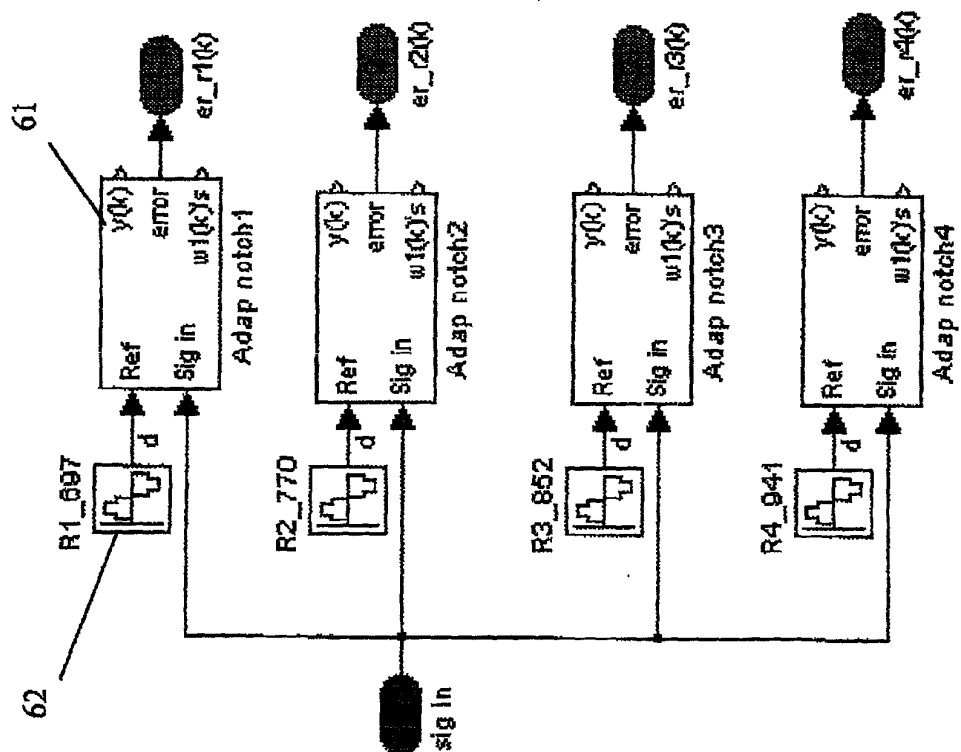 61
62
R1_697
d
Ref
Sig in
y(k)
error
w1(k)'s
Adap notch1
er_r1(k)
R2_770
d
Ref
Sig in
y(k)
error
w1(k)'s
Adap notch2
er_r2(k)
R3_852
d
Ref
Sig in
y(k)
error
w1(k)'s
Adap notch3
er_r3(k)
R4_941
d
Ref
Sig in
y(k)
error
w1(k)'s
Adap notch4
er_r4(k)
sig in